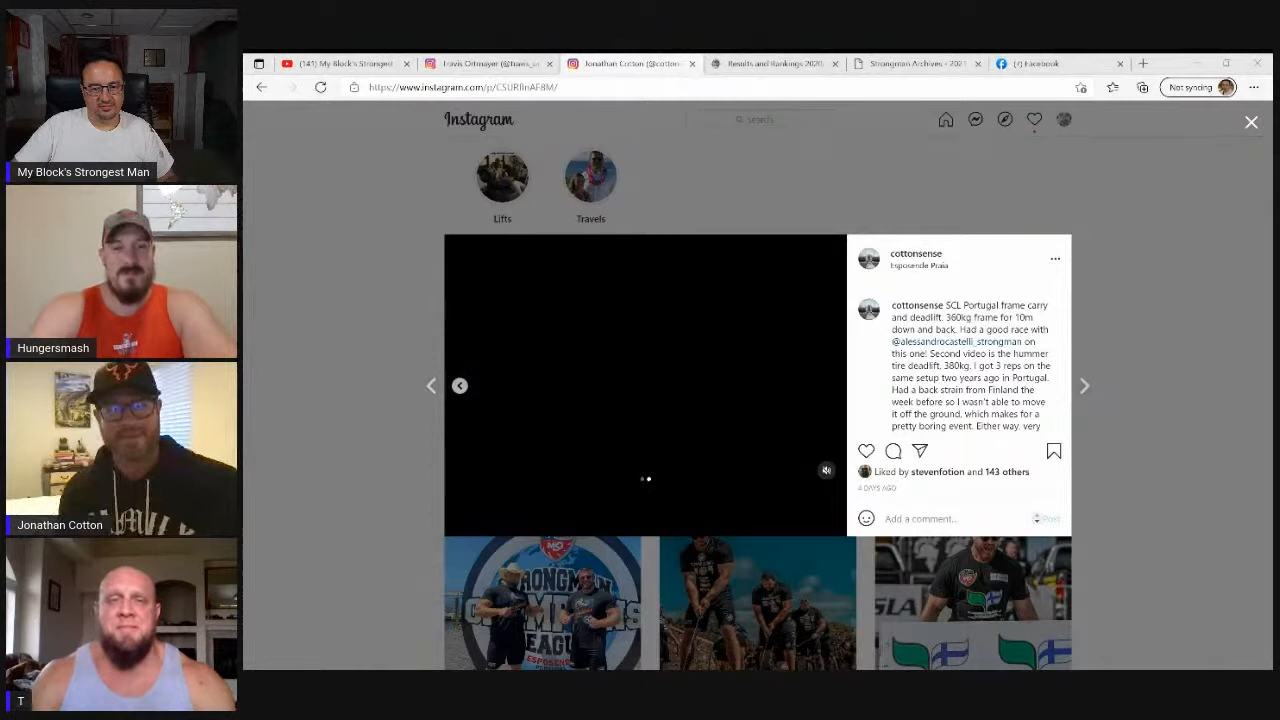 My Block's Strongest Man
Hungersmash
Jonathan Cotton
T
(141) My Block's Strongest
Travis Ortmayer (@travis_
Jonathan Cotton (@cotton
Results and Rankings 2020
Strongman Archives - 2021
Facebook
https://www.instagram.com/p/
Not syncing
Instagram
search
Lifts
Travels
cottonsense
Esposende Praia
cottonsense SCL Portugal frame carry
and deadlift. 360kg frame for 10m
down and back. Had a good race with
@alessandrocastelli_strongman on
this one! Second video is the hummer
tire deadlift, 380kg. I got 3 reps on the
same setup two years ago in Portugal.
Had a back strain from Finland the
week before so I wasn't able to move
it off the ground, which makes for a
pretty boring event. Either way, very
Liked by stevenfotion and 143 others
4 DAYS AGO
Add a comment...
Post
STRONGMAN
CHAMPIONS
LEAGUE
ESPOSENDE